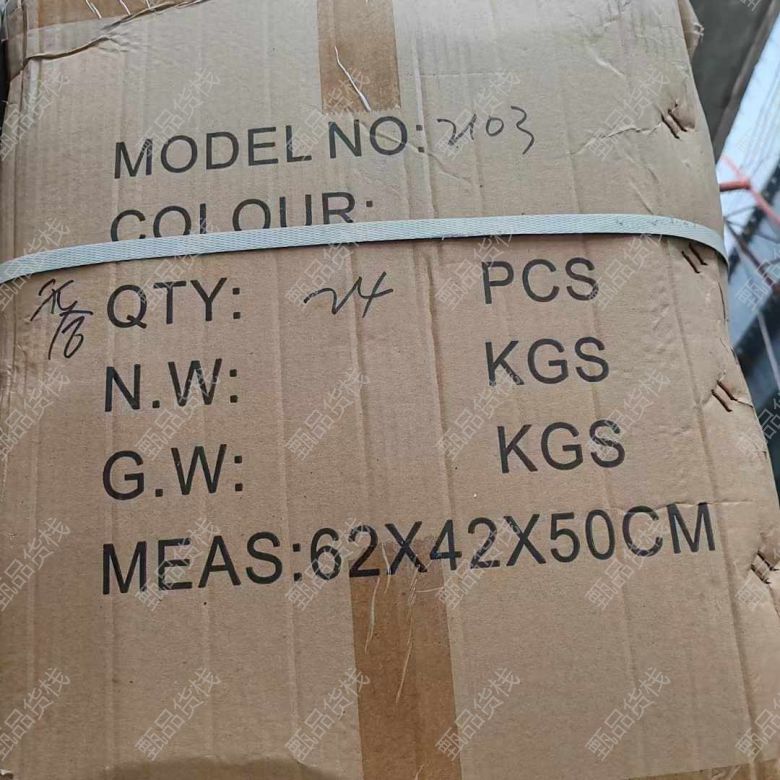 MODEL NO: 2103
COLOUR:
QTY: 24 PCS
N.W: KGS
G.W: KGS
MEAS:62X42X50CM
甄品货栈